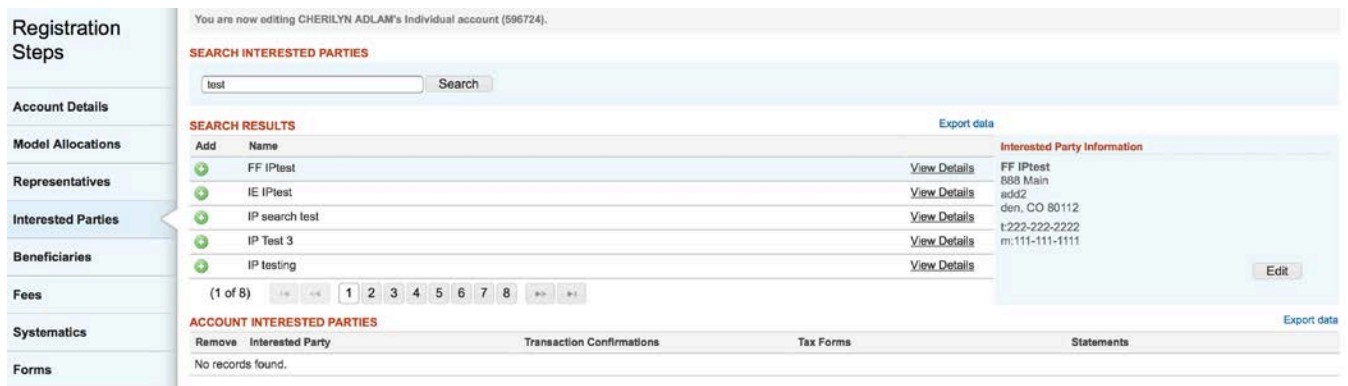 Registration
Steps
Account Details
Model Allocations
Representatives
Interested Parties
Beneficiaries
Fees
Systematics
Forms
You are now editing CHERILYN ADLAM's Individual account (596724).
SEARCH INTERESTED PARTIES
test Search
SEARCH RESULTS Export data
Add Name
FF IPtest View Details
IE IPtest View Details
IP search test View Details
IP Test 3 View Details
IP testing View Details
(1 of 8) 1 2 3 4 5 6 7 8
Interested Party Information
FF IPtest
888 Main
add2
den, CO 80112
t:222-222-2222
m:111-111-1111
Edit
ACCOUNT INTERESTED PARTIES Export data
Remove Interested Party Transaction Confirmations Tax Forms Statements
No records found.